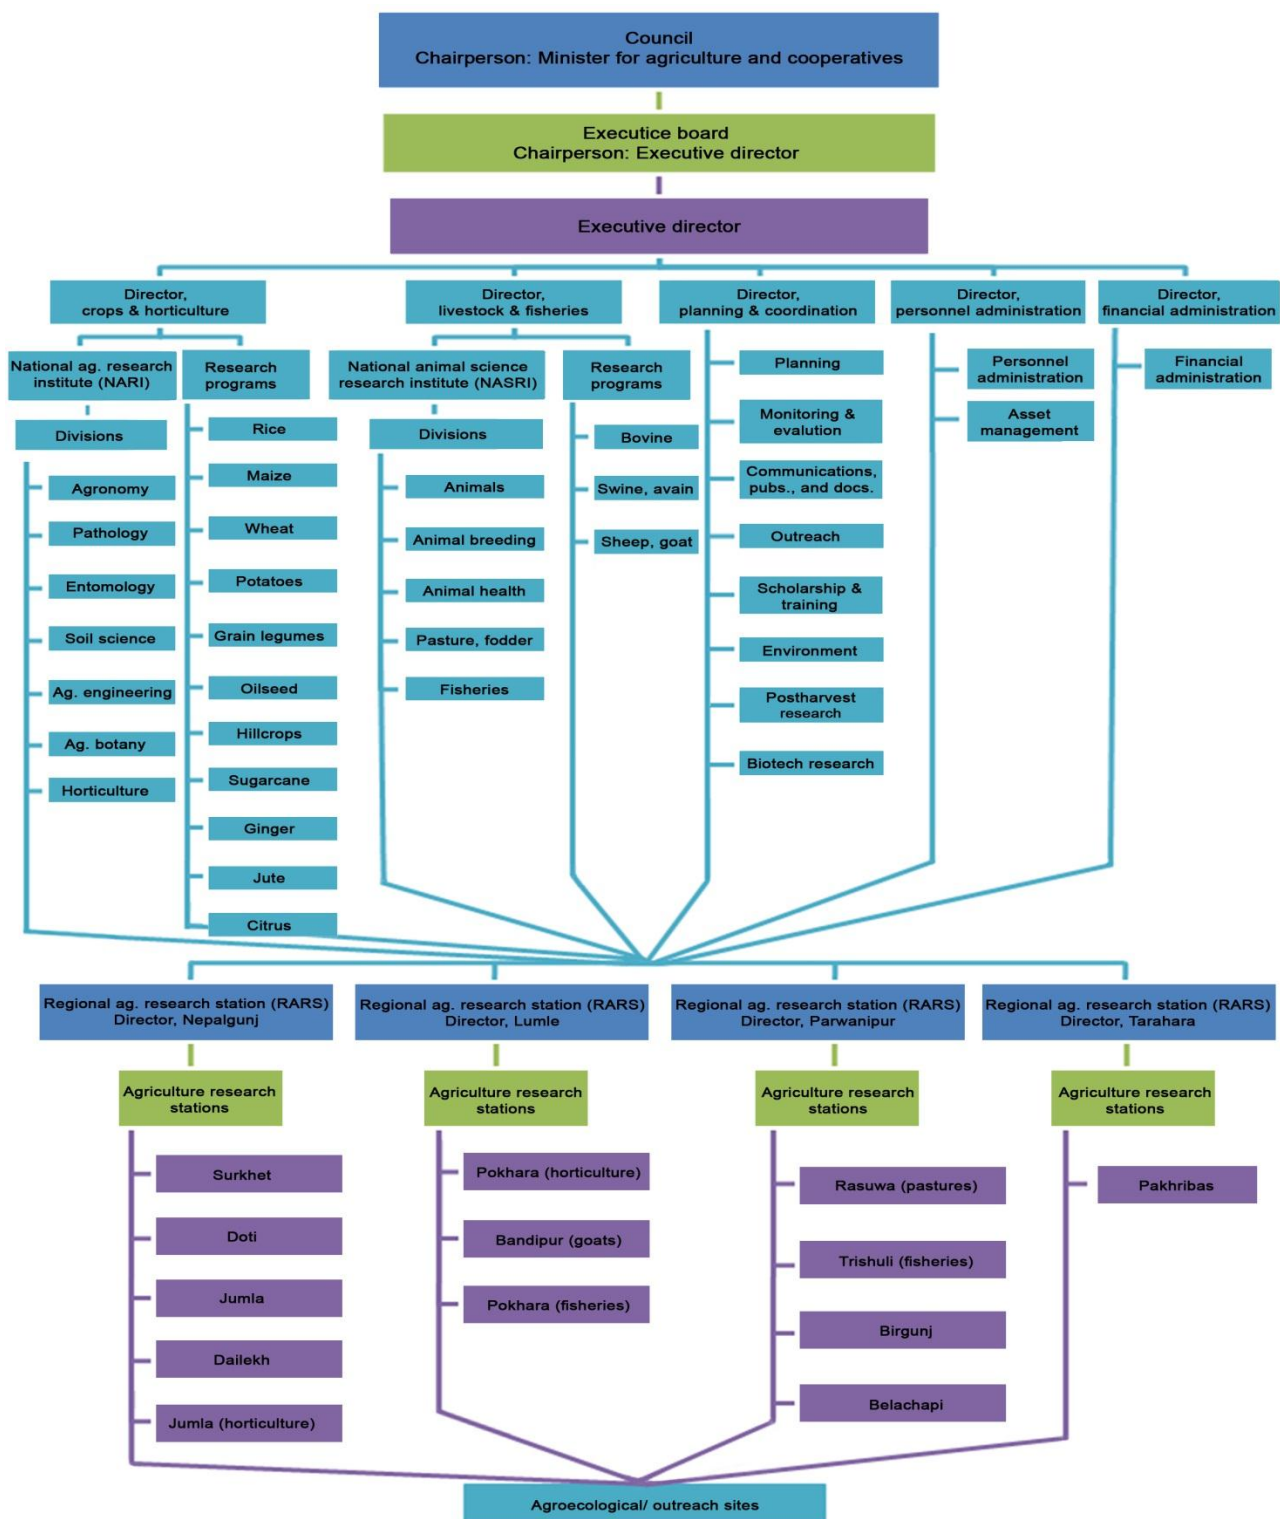 Council
Chairperson: Minister for agriculture and cooperatives
Executice board
Chairperson: Executive director
Executive director
Director,
crops & horticulture
Director,
livestock & fisheries
Director,
planning & coordination
Director,
personnel administration
Director,
financial administration
National ag. research
institute (NARI)
Research
programs
National animal science
research institute (NASRI)
Research
programs
Divisions
Agronomy
Pathology
Entomology
Soil science
Ag. engineering
Ag. botany
Horticulture
Rice
Maize
Wheat
Potatoes
Grain legumes
Oilseed
Hillcrops
Sugarcane
Ginger
Jute
Citrus
Divisions
Animals
Animal breeding
Animal health
Pasture, fodder
Fisheries
Bovine
Swine, avain
Sheep, goat
Planning
Monitoring &
evalution
Communications,
pubs., and docs.
Outreach
Scholarship &
training
Environment
Postharvest
research
Biotech research
Personnel
administration
Asset
management
Financial
administration
Regional ag. research station (RARS)
Director, Nepalgunj
Regional ag. research station (RARS)
Director, Lumle
Regional ag. research station (RARS)
Director, Parwanipur
Regional ag. research station (RARS)
Director, Tarahara
Agriculture research
stations
Surkhet
Doti
Jumla
Dailekh
Jumla (horticulture)
Agriculture research
stations
Pokhara (horticulture)
Bandipur (goats)
Pokhara (fisheries)
Agriculture research
stations
Rasuwa (pastures)
Trishuli (fisheries)
Birgunj
Belachapi
Agriculture research
stations
Pakhribas
Agroecological/ outreach sites